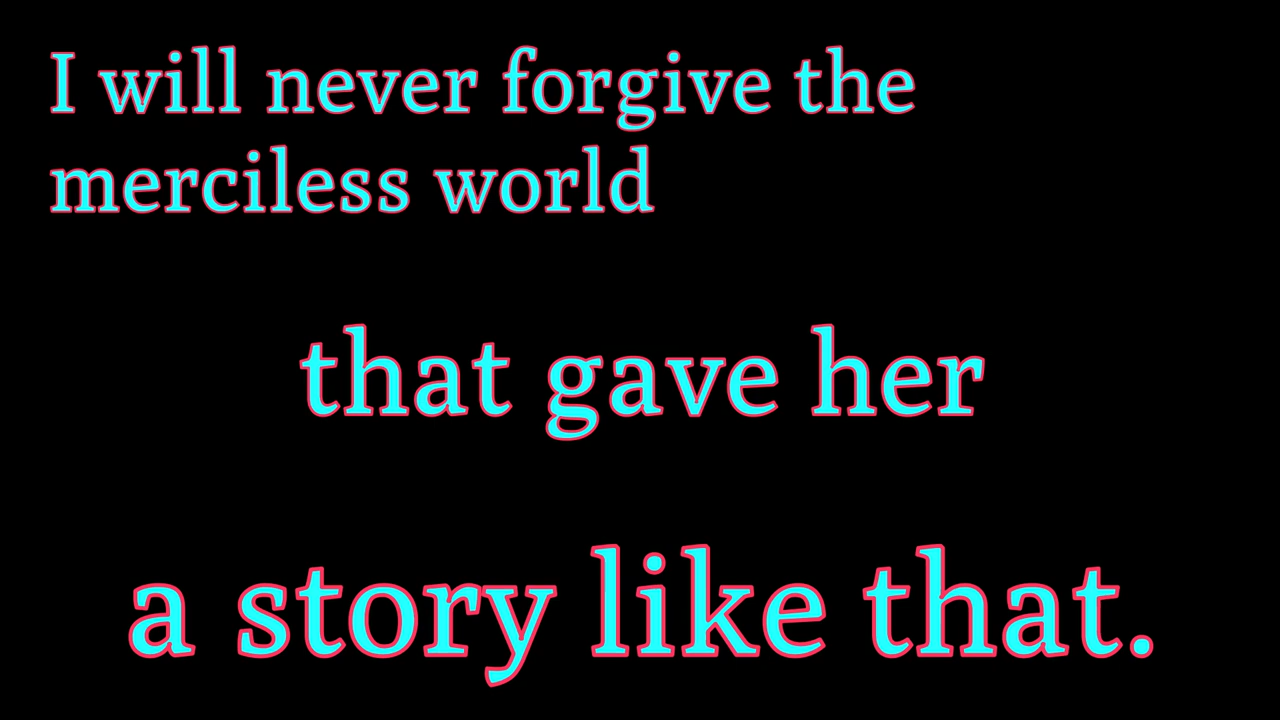 I will never forgive the
merciless world
that gave her
a story like that.